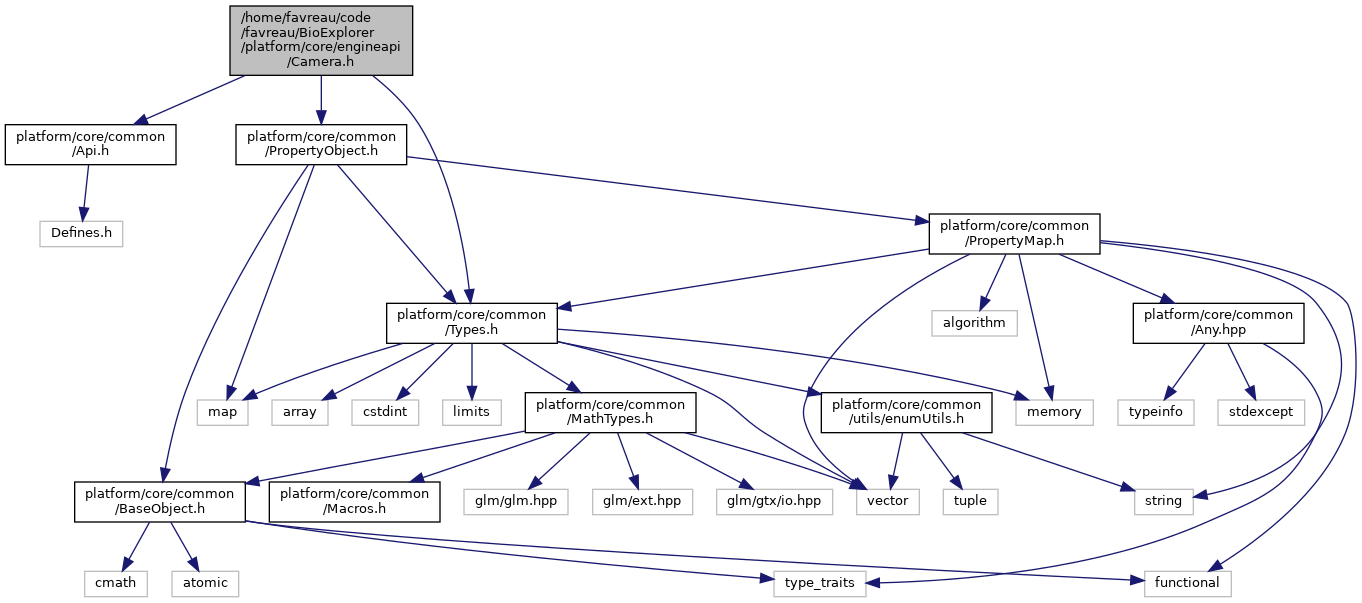 /home/favreau/code
/favreau/BioExplorer
/platform/core/engineapi
/Camera.h
platform/core/common
/Api.h
platform/core/common
/PropertyObject.h
Defines.h
platform/core/common
/PropertyMap.h
platform/core/common
/Types.h
algorithm
platform/core/common
/Any.hpp
map
array
cstdint
limits
platform/core/common
/MathTypes.h
platform/core/common
/utils/enumUtils.h
memory
typeinfo
stdexcept
platform/core/common
/BaseObject.h
platform/core/common
/Macros.h
glm/glm.hpp
glm/ext.hpp
glm/gtx/io.hpp
vector
tuple
string
cmath
atomic
type_traits
functional